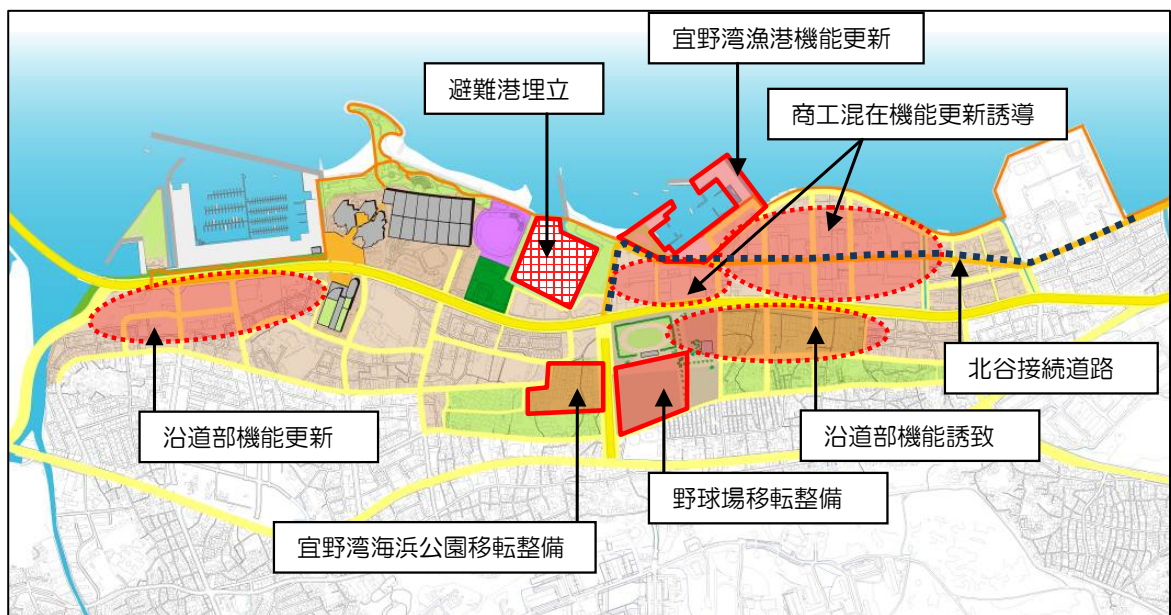 宜野湾漁港機能更新
避難港埋立
商工混在機能更新誘導
北谷接続道路
沿道部機能更新
沿道部機能誘致
野球場移転整備
宜野湾海浜公園移転整備